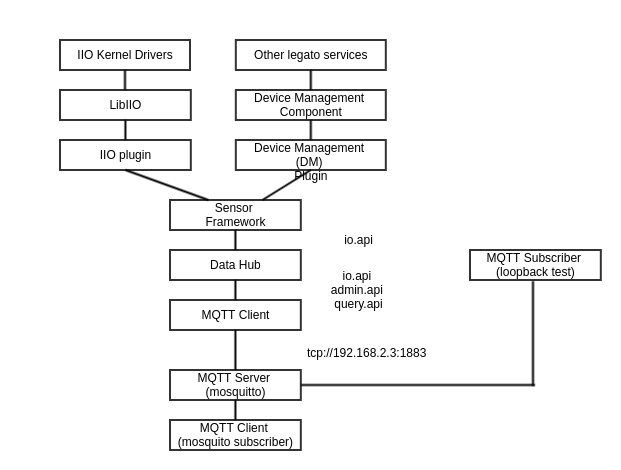 IIO Kernel Drivers
Other legato services
LibIIO
Device Management
Component
IIO plugin
Device Management
(DM)
Plugin
Sensor
Framework
io.api
Data Hub
MQTT Subscriber
(loopback test)
io.api
admin.api
query.api
MQTT Client
tcp://192.168.2.3:1883
MQTT Server
(mosquitto)
MQTT Client
(mosquito subscriber)